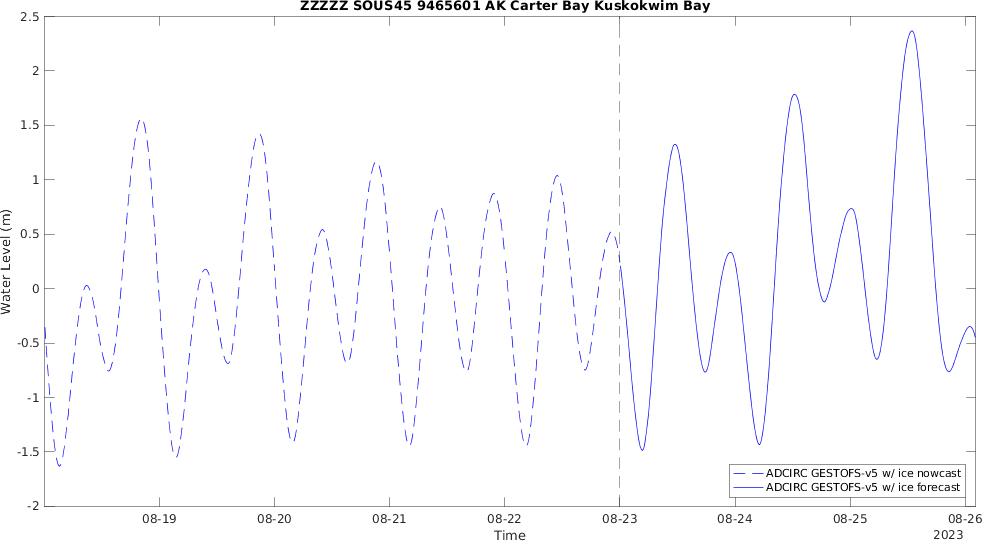 ZZZZZ SOUS45 9465601 AK Carter Bay Kuskokwim Bay
2.5
2
1.5
1
0.5
0
-0.5
-1
-1.5
-2
Water Level (m)
ADCIRC GESTOFS-v5 w/ ice nowcast
ADCIRC GESTOFS-v5 w/ ice forecast
08-19 08-20 08-21 08-22 08-23 08-24 08-25 08-26
Time
2023